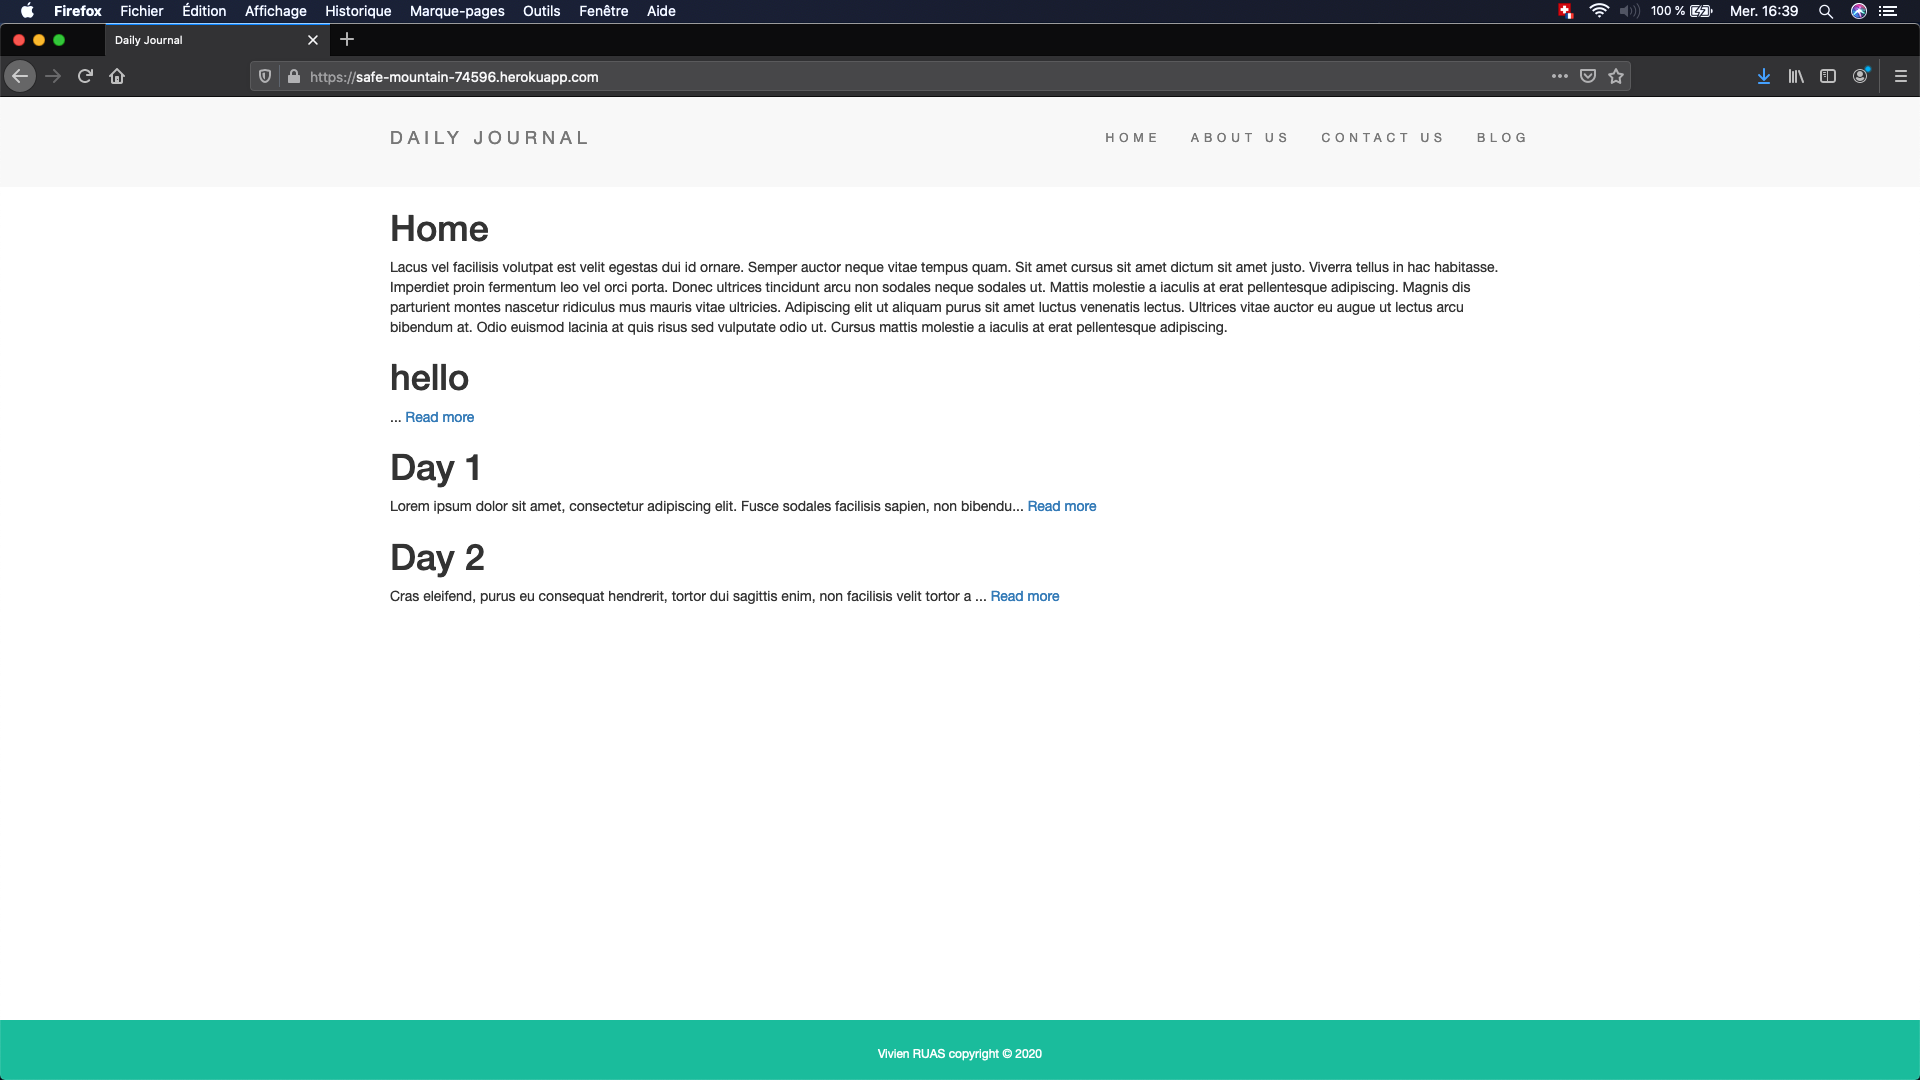 Firefox Fichier Édition Affichage Historique Marque-pages Outils Fenêtre Aide 100 % Mer. 16:39
Daily Journal
https://safe-mountain-74596.herokuapp.com
DAILY JOURNAL HOME ABOUT US CONTACT US BLOG
Home
Lacus vel facilisis volutpat est velit egestas dui id ornare. Semper auctor neque vitae tempus quam. Sit amet cursus sit amet dictum sit amet justo. Viverra tellus in hac habitasse.
Imperdiet proin fermentum leo vel orci porta. Donec ultrices tincidunt arcu non sodales neque sodales ut. Mattis molestie a iaculis at erat pellentesque adipiscing. Magnis dis
parturient montes nascetur ridiculus mus mauris vitae ultricies. Adipiscing elit ut aliquam purus sit amet luctus venenatis lectus. Ultrices vitae auctor eu augue ut lectus arcu
bibendum at. Odio euismod lacinia at quis risus sed vulputate odio ut. Cursus mattis molestie a iaculis at erat pellentesque adipiscing.
hello
... Read more
Day 1
Lorem ipsum dolor sit amet, consectetur adipiscing elit. Fusce sodales facilisis sapien, non bibendu... Read more
Day 2
Cras eleifend, purus eu consequat hendrerit, tortor dui sagittis enim, non facilisis velit tortor a ... Read more
Vivien RUAS copyright © 2020